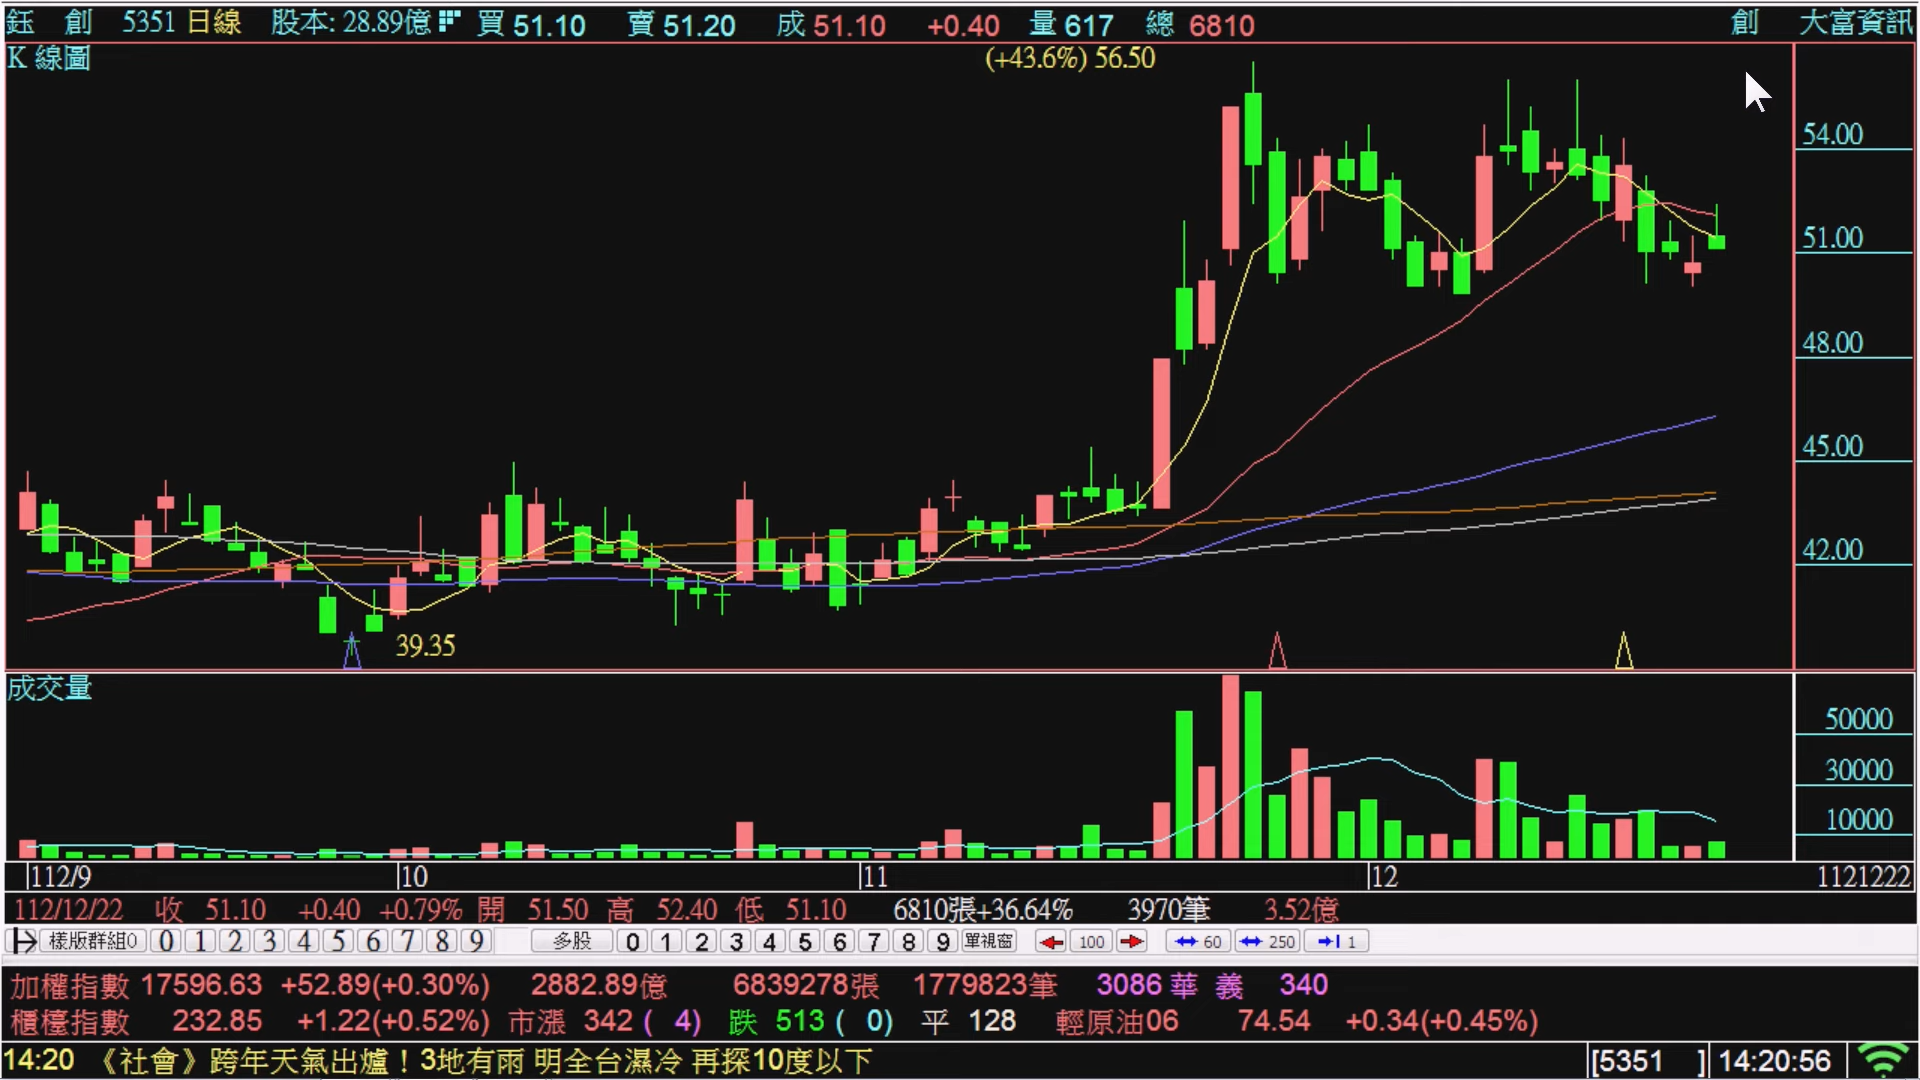 鈺 創 5351 日線 股本: 28.89億 買 51.10 賣 51.20 成 51.10 +0.40 量 617 總 6810 創 大富資訊
K 線圖 (+43.6%) 56.50
54.00
51.00
48.00
45.00
42.00
39.35
成交量
50000
30000
10000
112/9 10 11 12 1121222
112/12/22 收 51.10 +0.40 +0.79% 開 51.50 高 52.40 低 51.10 6810張+36.64% 3970筆 3.52億
樣版群組0 0 1 2 3 4 5 6 7 8 9 多股 0 1 2 3 4 5 6 7 8 9 單視窗 100 60 250 1
加權指數 17596.63 +52.89(+0.30%) 2882.89億 6839278張 1779823筆 3086 華 義 340
櫃檯指數 232.85 +1.22(+0.52%) 市漲 342 ( 4) 跌 513 ( 0) 平 128 輕原油06 74.54 +0.34(+0.45%)
14:20 《社會》跨年天氣出爐！3地有雨 明全台濕冷 再探10度以下 [5351 ] 14:20:56